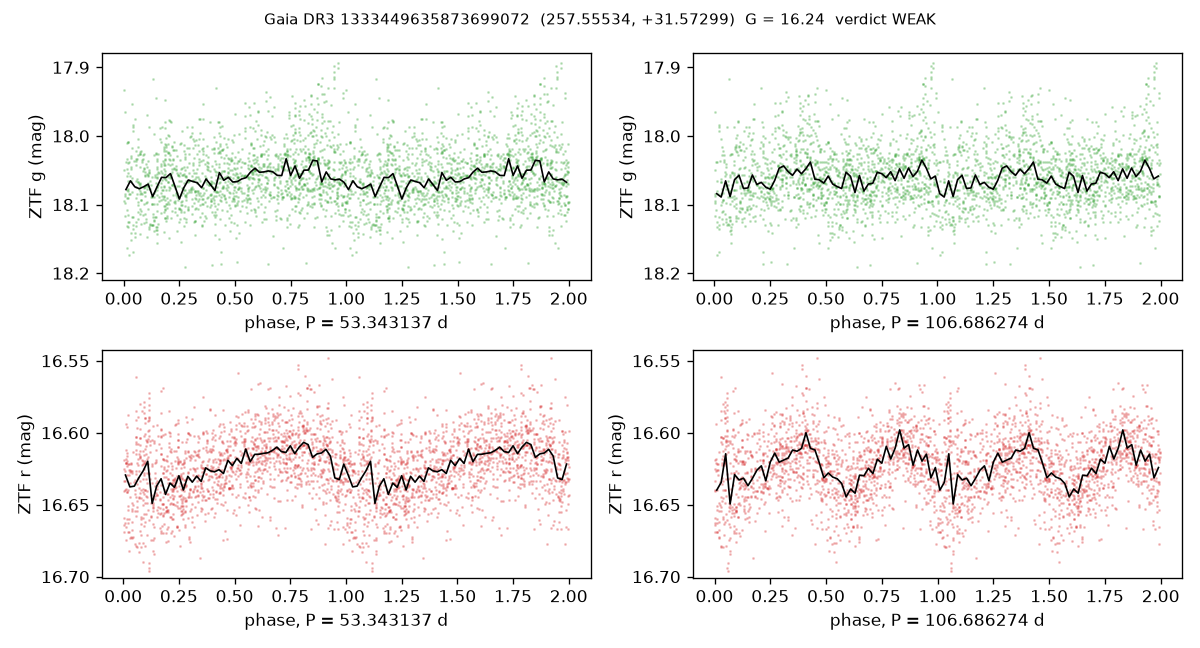 Gaia DR3 1333449635873699072 (257.55534, +31.57299) G = 16.24 verdict WEAK
ZTF g (mag)
17.9
18.0
18.1
18.2
0.00 0.25 0.50 0.75 1.00 1.25 1.50 1.75 2.00
phase, P = 53.343137 d
ZTF g (mag)
17.9
18.0
18.1
18.2
0.00 0.25 0.50 0.75 1.00 1.25 1.50 1.75 2.00
phase, P = 106.686274 d
ZTF r (mag)
16.55
16.60
16.65
16.70
0.00 0.25 0.50 0.75 1.00 1.25 1.50 1.75 2.00
phase, P = 53.343137 d
ZTF r (mag)
16.55
16.60
16.65
16.70
0.00 0.25 0.50 0.75 1.00 1.25 1.50 1.75 2.00
phase, P = 106.686274 d